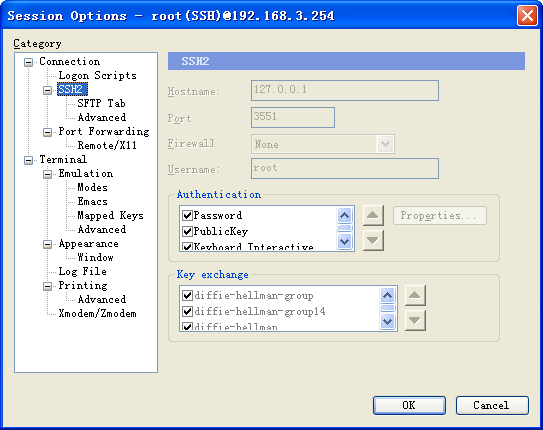 Session Options - root(SSH)@192.168.3.254
Category
Connection
Logon Scripts
SSH2
SFTP Tab
Advanced
Port Forwarding
Remote/X11
Terminal
Emulation
Modes
Emacs
Mapped Keys
Advanced
Appearance
Window
Log File
Printing
Advanced
Xmodem/Zmodem
SSH2
Hostname: 127.0.0.1
Port 3551
Firewall None
Username: root
Authentication
Password
PublicKey
Keyboard Interactive
Properties...
Key exchange
diffie-hellman-group
diffie-hellman-group14
diffie-hellman
OK Cancel